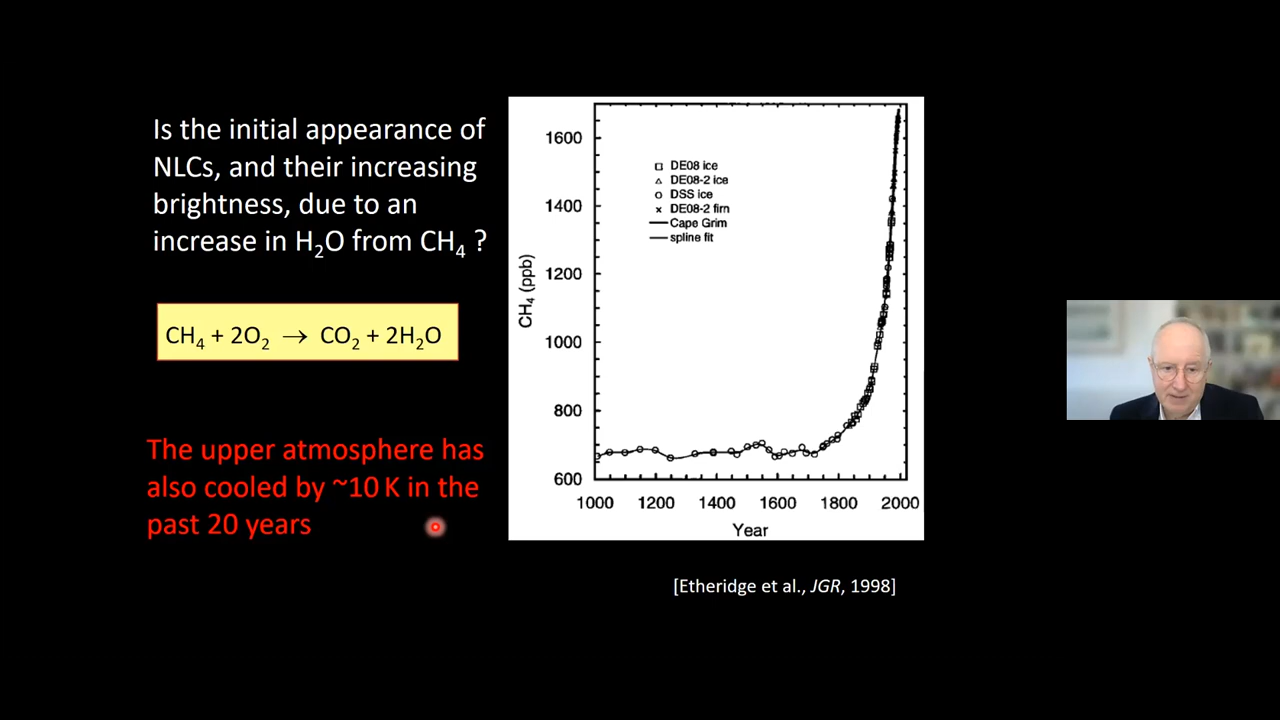 Is the initial appearance of
NLCs, and their increasing
brightness, due to an
increase in H₂O from CH₄ ?
CH₄ + 2O₂ → CO₂ + 2H₂O
The upper atmosphere has
also cooled by ~10 K in the
past 20 years
CH₄ (ppb)
1600
1400
1200
1000
800
600
DE08 ice
DE08-2 ice
DSS ice
DE08-2 firn
Cape Grim
spline fit
1000 1200 1400 1600 1800 2000
Year
[Etheridge et al., JGR, 1998]